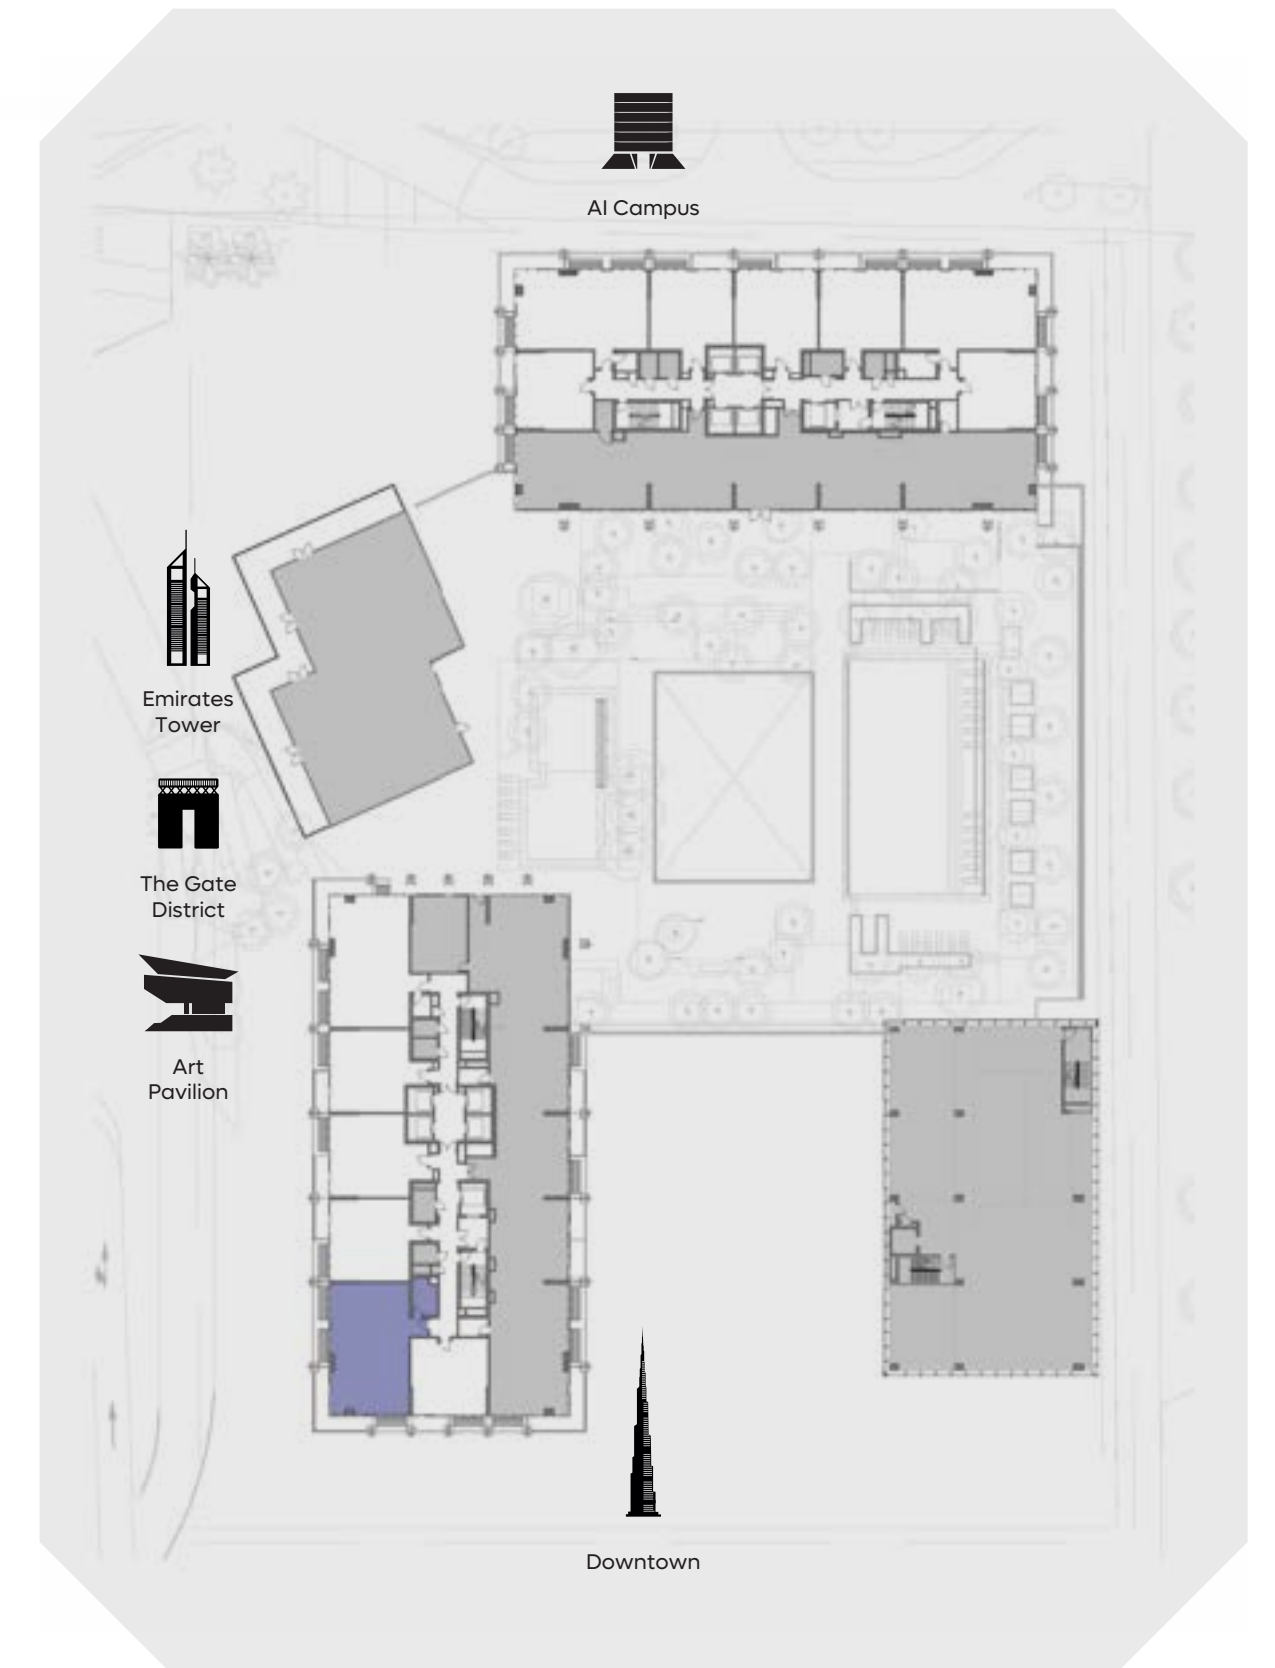 AI Campus
Emirates
Tower
The Gate
District
Art
Pavilion
Downtown